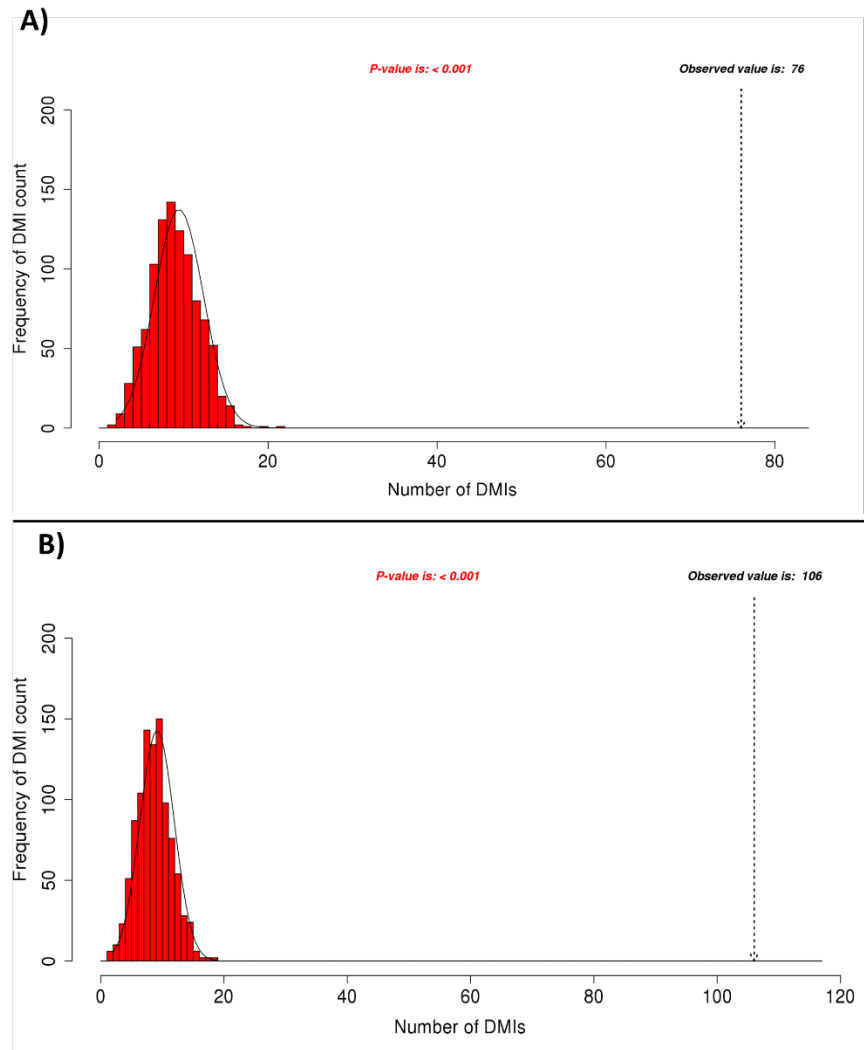 A)
P-value is: < 0.001
Observed value is: 76
Frequency of DMI count
0 50 100 150 200
0 20 40 60 80
Number of DMIs
B)
P-value is: < 0.001
Observed value is: 106
Frequency of DMI count
0 50 100 150 200
0 20 40 60 80 100 120
Number of DMIs